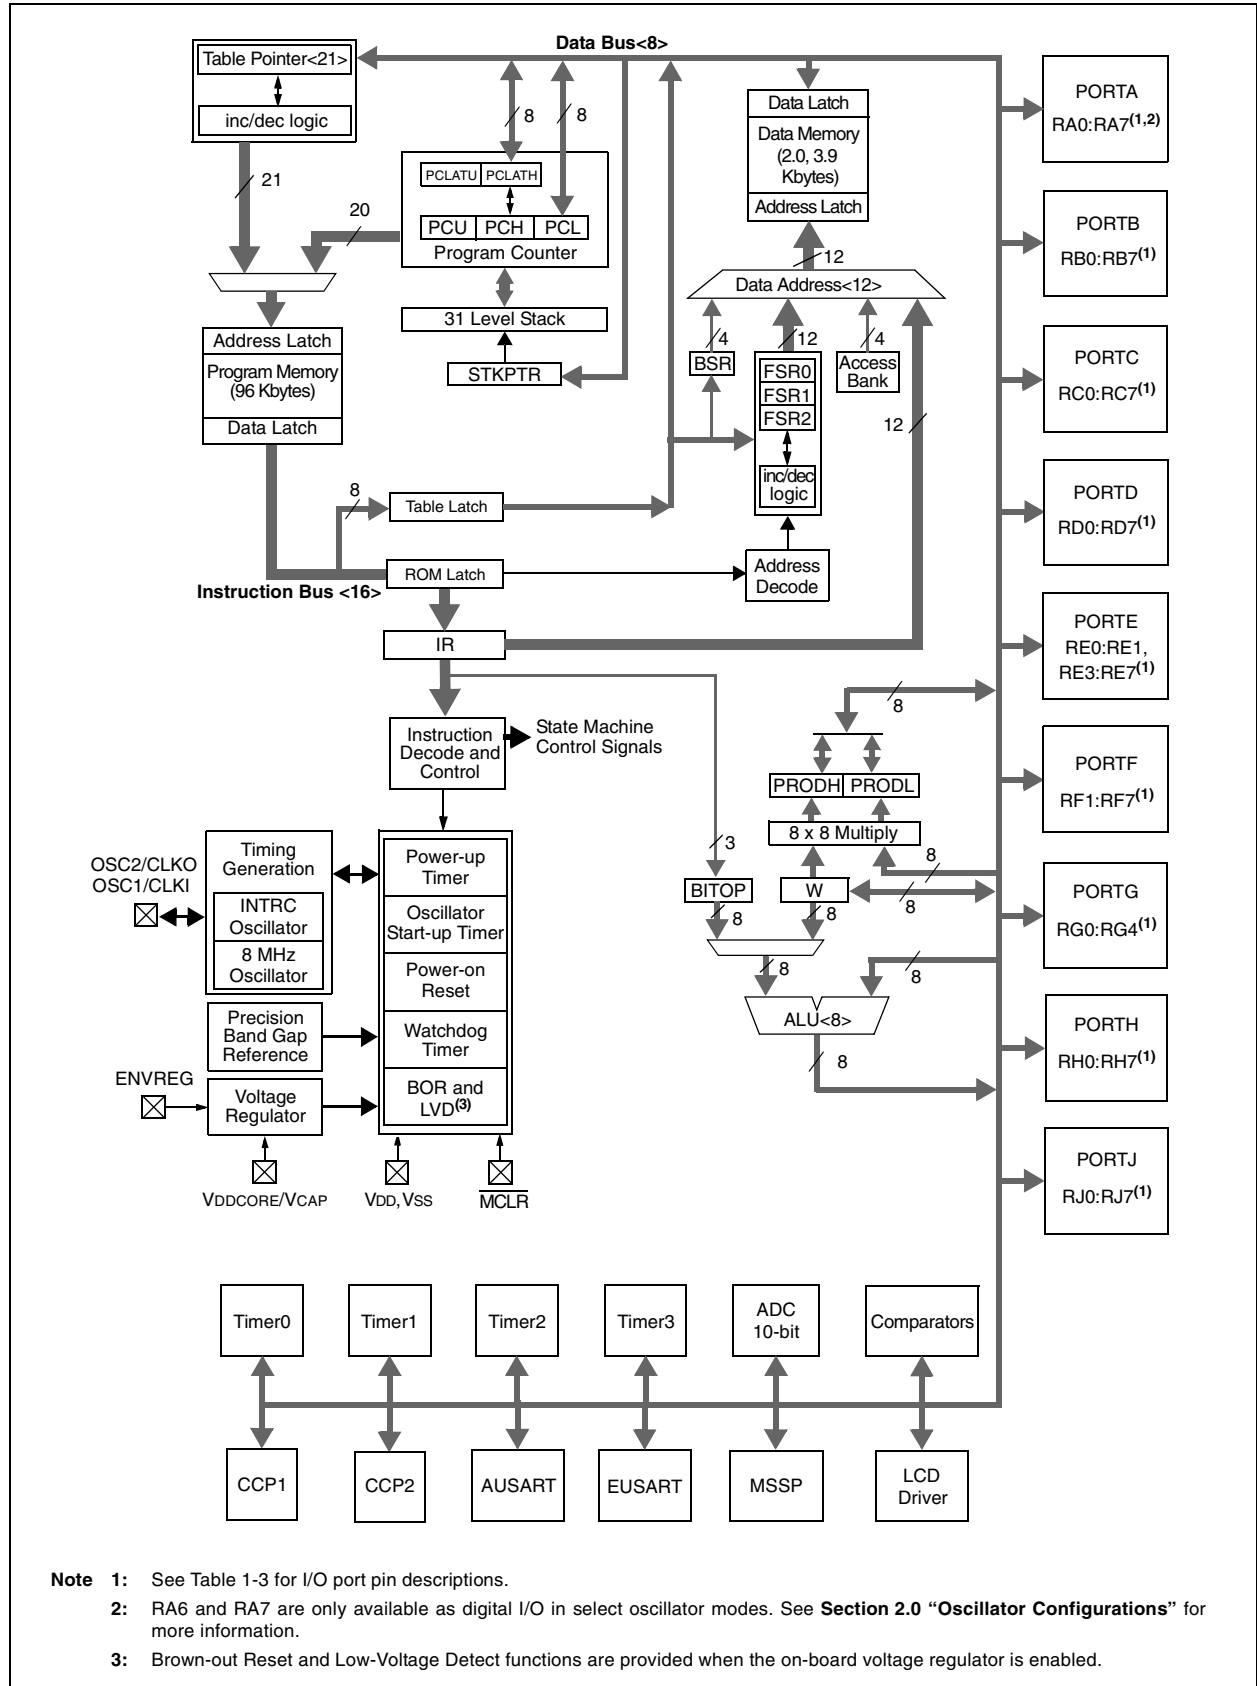 Data Bus<8>
Table Pointer<21>
inc/dec logic
21
20
8
8
PCLATU PCLATH
PCU PCH PCL
Program Counter
31 Level Stack
STKPTR
Data Latch
Data Memory
(2.0, 3.9
Kbytes)
Address Latch
12
Data Address<12>
4
12
4
BSR
FSR0
FSR1
FSR2
inc/dec
logic
Access
Bank
12
Address Latch
Program Memory
(96 Kbytes)
Data Latch
8
Table Latch
ROM Latch
Instruction Bus <16>
Address
Decode
IR
Instruction
Decode and
Control
State Machine
Control Signals
8
PRODH PRODL
8 x 8 Multiply
3
8
BITOP
W
8
8
8
8
8
ALU<8>
8
OSC2/CLKO
OSC1/CLKI
Timing
Generation
INTRC
Oscillator
8 MHz
Oscillator
Power-up
Timer
Oscillator
Start-up Timer
Power-on
Reset
Watchdog
Timer
BOR and
LVD(3)
Precision
Band Gap
Reference
ENVREG
Voltage
Regulator
VDDCORE/VCAP
VDD, VSS
MCLR
PORTA
RA0:RA7(1,2)
PORTB
RB0:RB7(1)
PORTC
RC0:RC7(1)
PORTD
RD0:RD7(1)
PORTE
RE0:RE1,
RE3:RE7(1)
PORTF
RF1:RF7(1)
PORTG
RG0:RG4(1)
PORTH
RH0:RH7(1)
PORTJ
RJ0:RJ7(1)
Timer0
Timer1
Timer2
Timer3
ADC
10-bit
Comparators
CCP1
CCP2
AUSART
EUSART
MSSP
LCD
Driver
Note 1: See Table 1-3 for I/O port pin descriptions.
2: RA6 and RA7 are only available as digital I/O in select oscillator modes. See Section 2.0 “Oscillator Configurations” for
more information.
3: Brown-out Reset and Low-Voltage Detect functions are provided when the on-board voltage regulator is enabled.